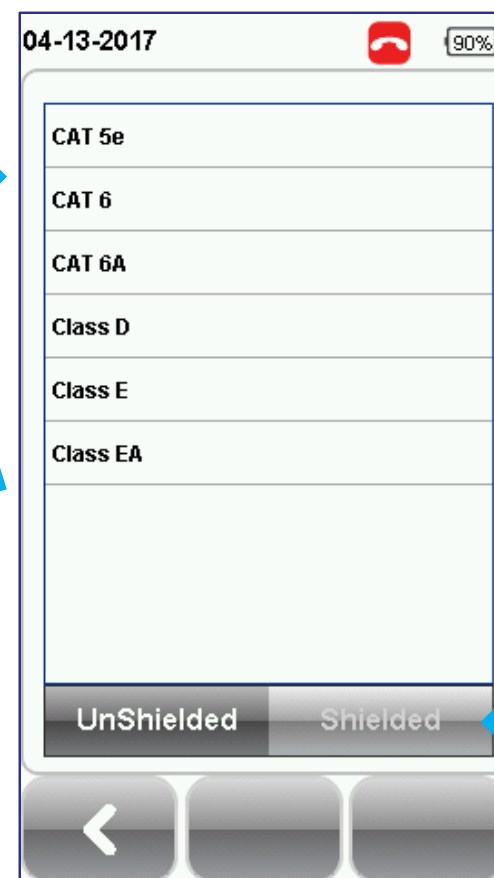 04-13-2017 90%
CAT 5e
CAT 6
CAT 6A
Class D
Class E
Class EA
UnShielded Shielded